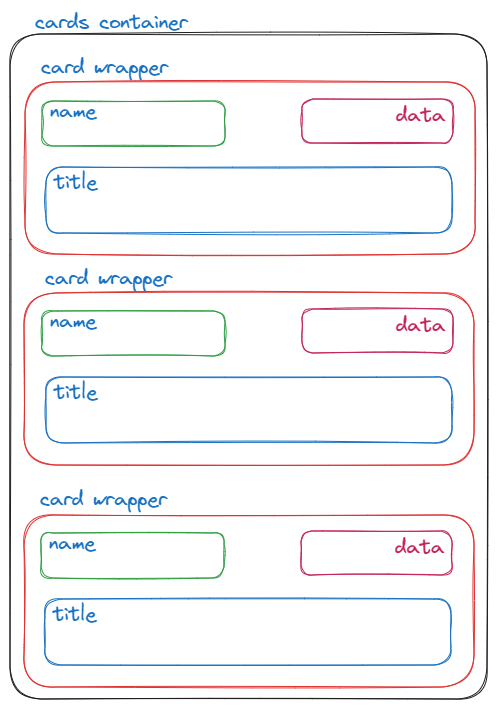 cards container
card wrapper
name
data
title
card wrapper
name
data
title
card wrapper
name
data
title